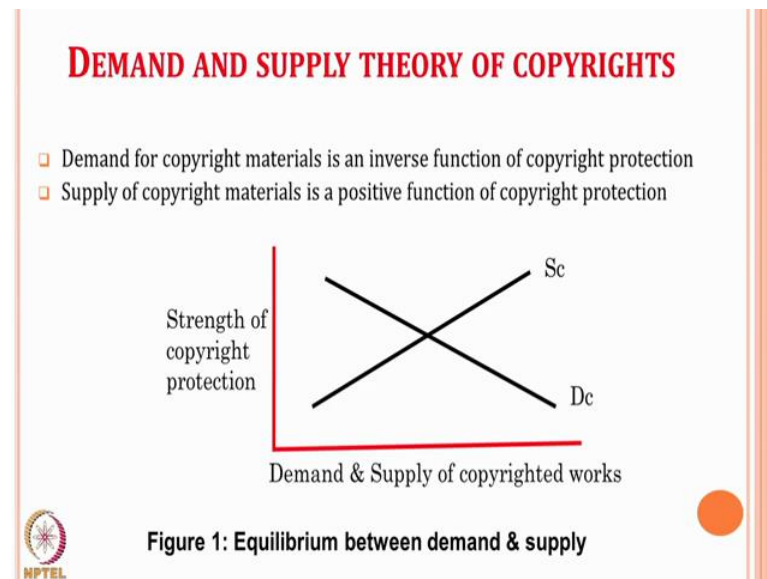 DEMAND AND SUPPLY THEORY OF COPYRIGHTS
Demand for copyright materials is an inverse function of copyright protection
Supply of copyright materials is a positive function of copyright protection
Sc
Strength of
copyright
protection
Dc
Demand & Supply of copyrighted works
Figure 1: Equilibrium between demand & supply
NPTEL